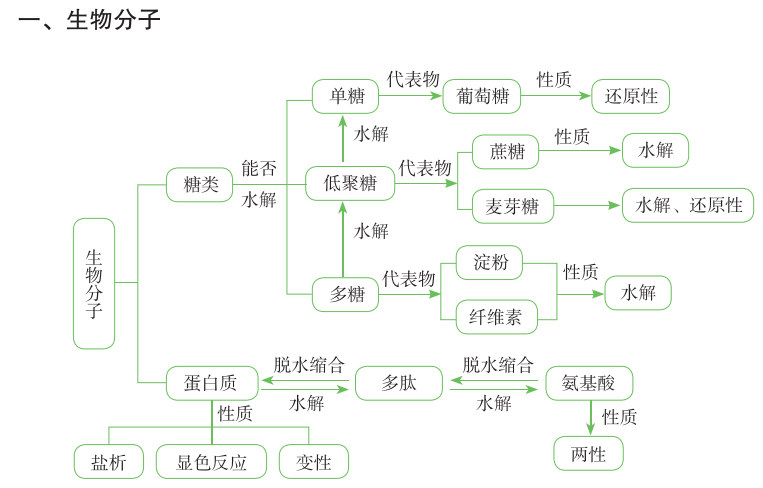 一、生物分子
代表物
性质
单糖
葡萄糖
还原性
水解
性质
能否
代表物
蔗糖
水解
糖类
低聚糖
水解
麦芽糖
水解、还原性
水解
生物分子
代表物
淀粉
性质
多糖
水解
纤维素
脱水缩合
脱水缩合
蛋白质
多肽
氨基酸
水解
水解
性质
性质
盐析
显色反应
变性
两性